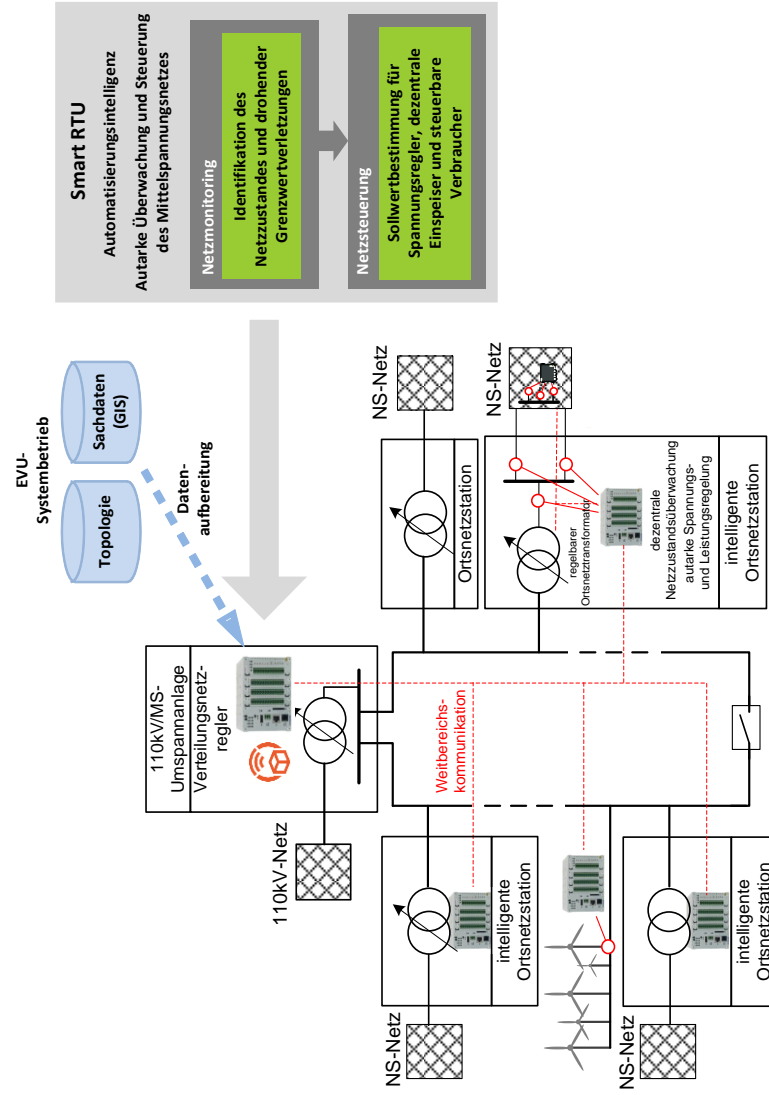 Smart RTU
Automatisierungsintelligenz
Autarke Überwachung und Steuerung
des Mittelspannungsnetzes
Netzmonitoring
Identifikation des
Netzzustandes und drohender
Grenzwertverletzungen
Netzsteuerung
Sollwertbestimmung für
Spannungsregler, dezentrale
Einspeiser und steuerbare
Verbraucher
EVU-
Systembetrieb
Topologie
Sachdaten
(GIS)
Daten-
aufbereitung
110kV/MS-
Umspannanlage
Verteilungsnetz-
regler
110kV-Netz
NS-Netz
Ortsnetzstation
NS-Netz
regelbarer
Ortsnetztransformator
dezentrale
Netzzustandsüberwachung
autarke Spannungs-
und Leistungsregelung
intelligente
Ortsnetzstation
Weitbereichs-
kommunikation
NS-Netz
intelligente
Ortsnetzstation
NS-Netz
intelligente
Ortsnetzstation